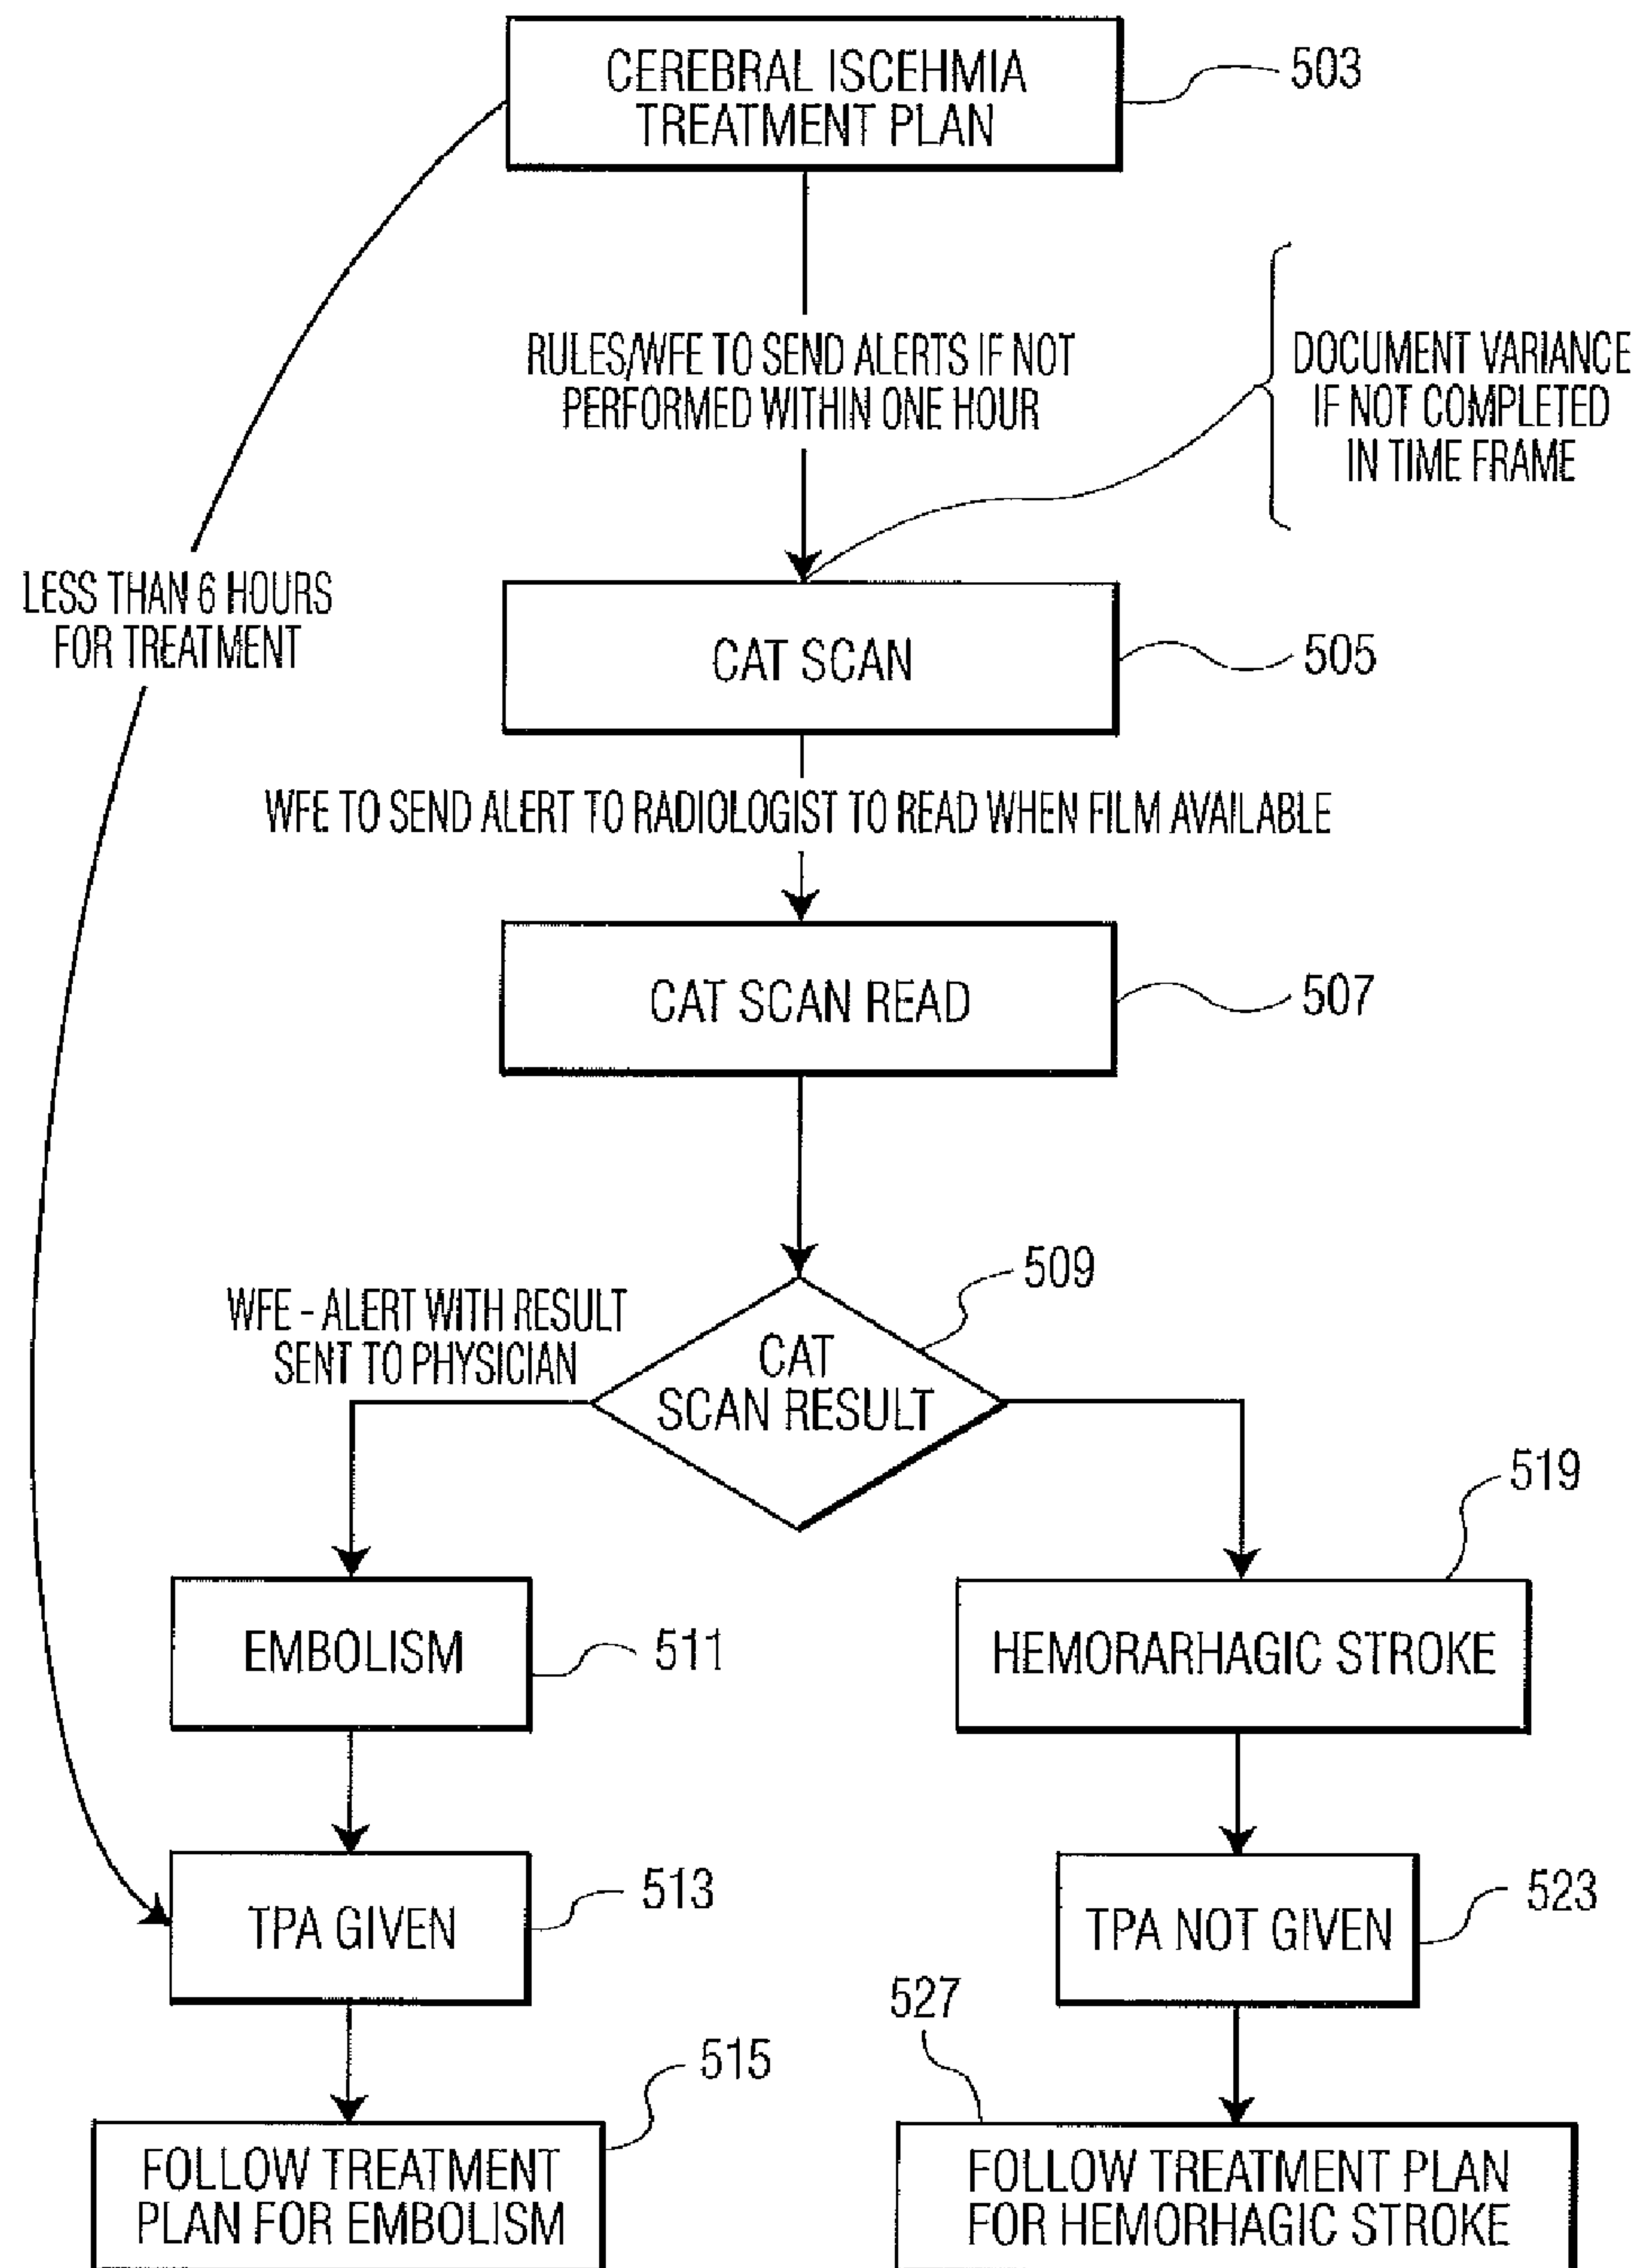 CEREBRAL ISCEHMIA
TREATMENT PLAN
503
RULES/WFE TO SEND ALERTS IF NOT
PERFORMED WITHIN ONE HOUR
DOCUMENT VARIANCE
IF NOT COMPLETED
IN TIME FRAME
LESS THAN 6 HOURS
FOR TREATMENT
CAT SCAN
505
WFE TO SEND ALERT TO RADIOLOGIST TO READ WHEN FILM AVAILABLE
CAT SCAN READ
507
WFE - ALERT WITH RESULT
SENT TO PHYSICIAN
CAT
SCAN RESULT
509
EMBOLISM
511
HEMORARHAGIC STROKE
519
TPA GIVEN
513
TPA NOT GIVEN
523
FOLLOW TREATMENT
PLAN FOR EMBOLISM
515
FOLLOW TREATMENT PLAN
FOR HEMORHAGIC STROKE
527